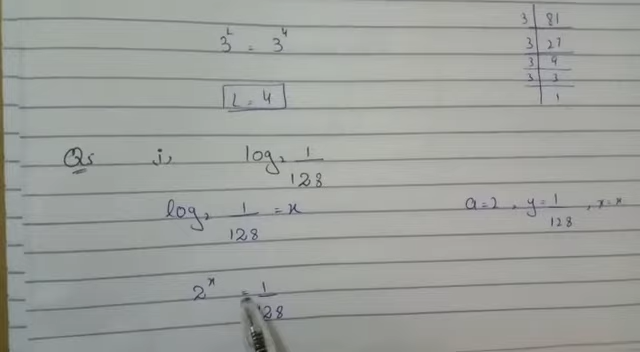 3^L = 3^4
L = 4
3 | 81
3 | 27
3 | 9
3 | 3
| 1
Q5 i, log₂ 1/128
log₂ 1/128 = x
a=2, y=1/128, x=x
2^x = 1/128